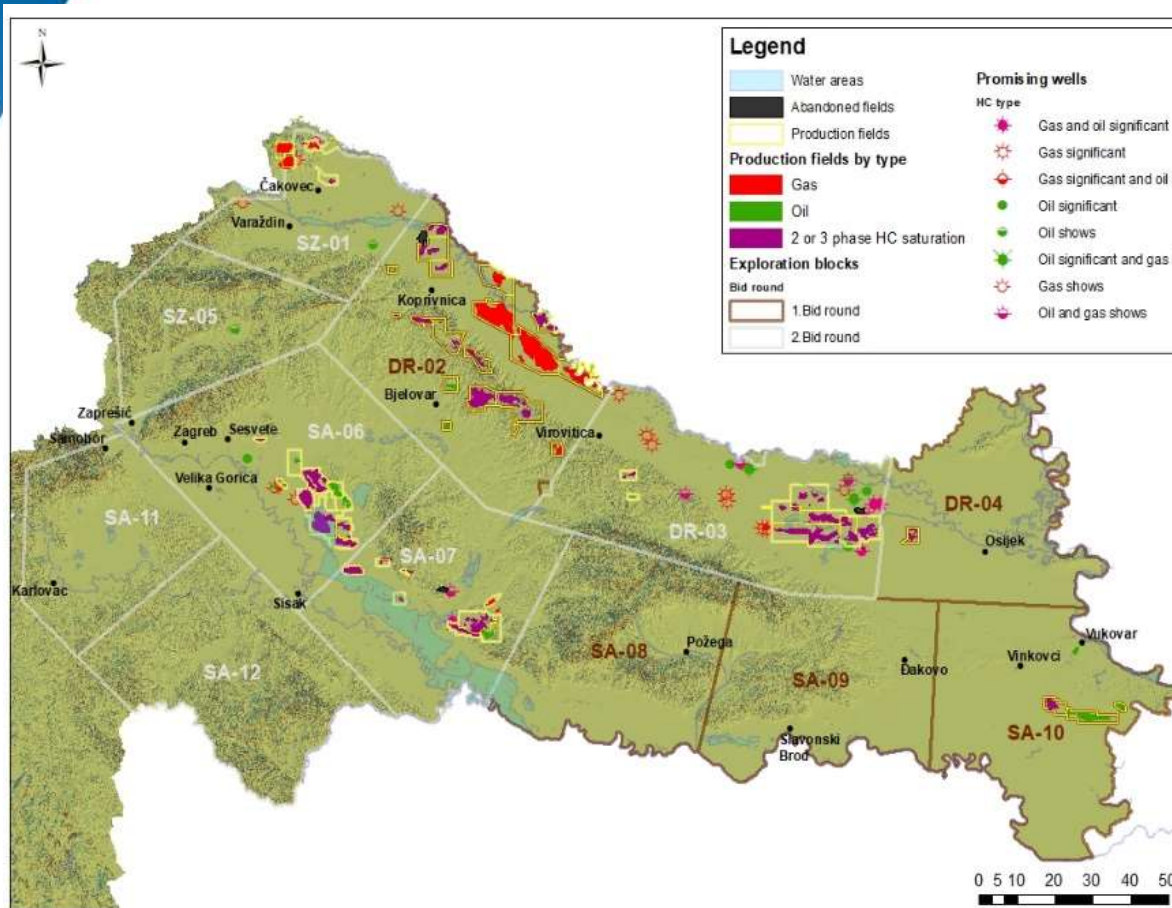 N
Legend
Water areas
Abandoned fields
Production fields
Production fields by type
Gas
Oil
2 or 3 phase HC saturation
Exploration blocks
Bid round
1.Bid round
2.Bid round
Promising wells
HC type
Gas and oil significant
Gas significant
Gas significant and oil
Oil significant
Oil shows
Oil significant and gas
Gas shows
Oil and gas shows
Čakovec
Varaždin
SZ-01
Koprivnica
SZ-05
DR-02
Bjelovar
Zaprešić
Samobor
Zagreb
Sesvete
SA-06
Virovitica
Velika Gorica
SA-11
DR-03
DR-04
Osijek
SA-07
Karlovac
Sisak
SA-12
SA-08
Požega
SA-09
Đakovo
Vukovar
Vinkovci
SA-10
Slavonski
Brod
0 5 10 20 30 40 50